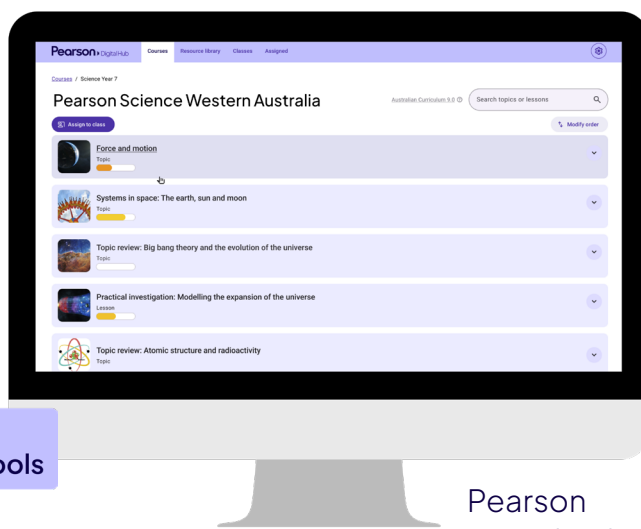 Pearson Digital Hub
Courses
Resource library
Classes
Assigned
Courses / Science Year 7
Pearson Science Western Australia
Australian Curriculum 9.0
Search topics or lessons
Assign to class
Modify order
Force and motion
Topic
Systems in space: The earth, sun and moon
Topic
Topic review: Big bang theory and the evolution of the universe
Topic
Practical investigation: Modelling the expansion of the universe
Lesson
Topic review: Atomic structure and radioactivity
Topic
ools
Pearson